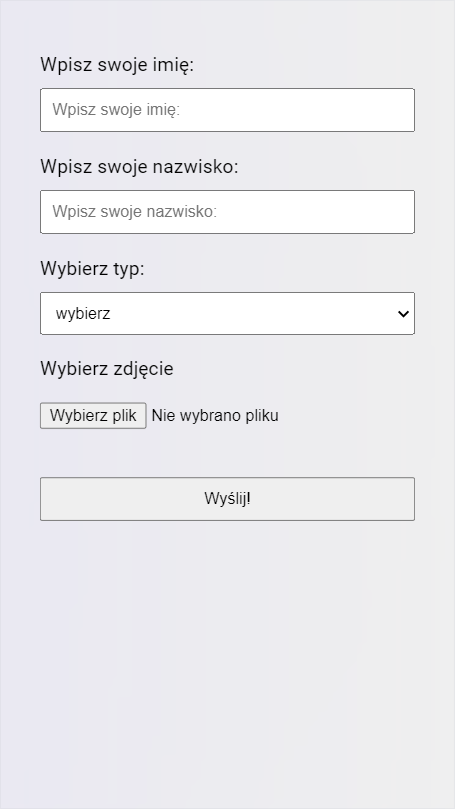 Wpisz swoje imię:
Wpisz swoje imię:
Wpisz swoje nazwisko:
Wpisz swoje nazwisko:
Wybierz typ:
wybierz
Wybierz zdjęcie
Wybierz plik Nie wybrano pliku
Wyślij!